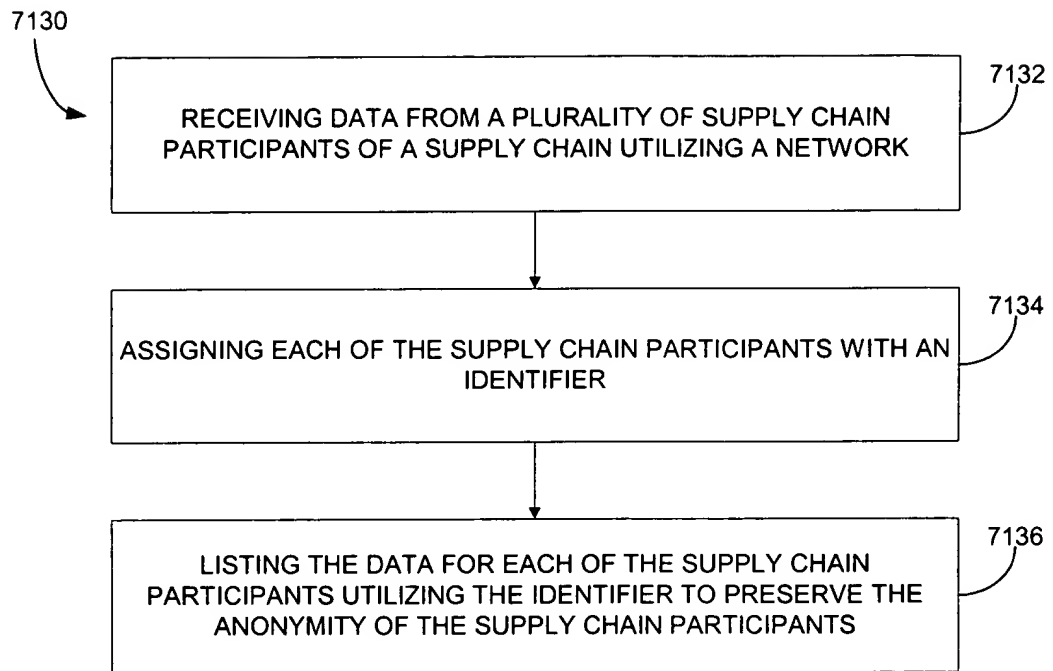 7130
7132
RECEIVING DATA FROM A PLURALITY OF SUPPLY CHAIN
PARTICIPANTS OF A SUPPLY CHAIN UTILIZING A NETWORK
7134
ASSIGNING EACH OF THE SUPPLY CHAIN PARTICIPANTS WITH AN
IDENTIFIER
7136
LISTING THE DATA FOR EACH OF THE SUPPLY CHAIN
PARTICIPANTS UTILIZING THE IDENTIFIER TO PRESERVE THE
ANONYMITY OF THE SUPPLY CHAIN PARTICIPANTS